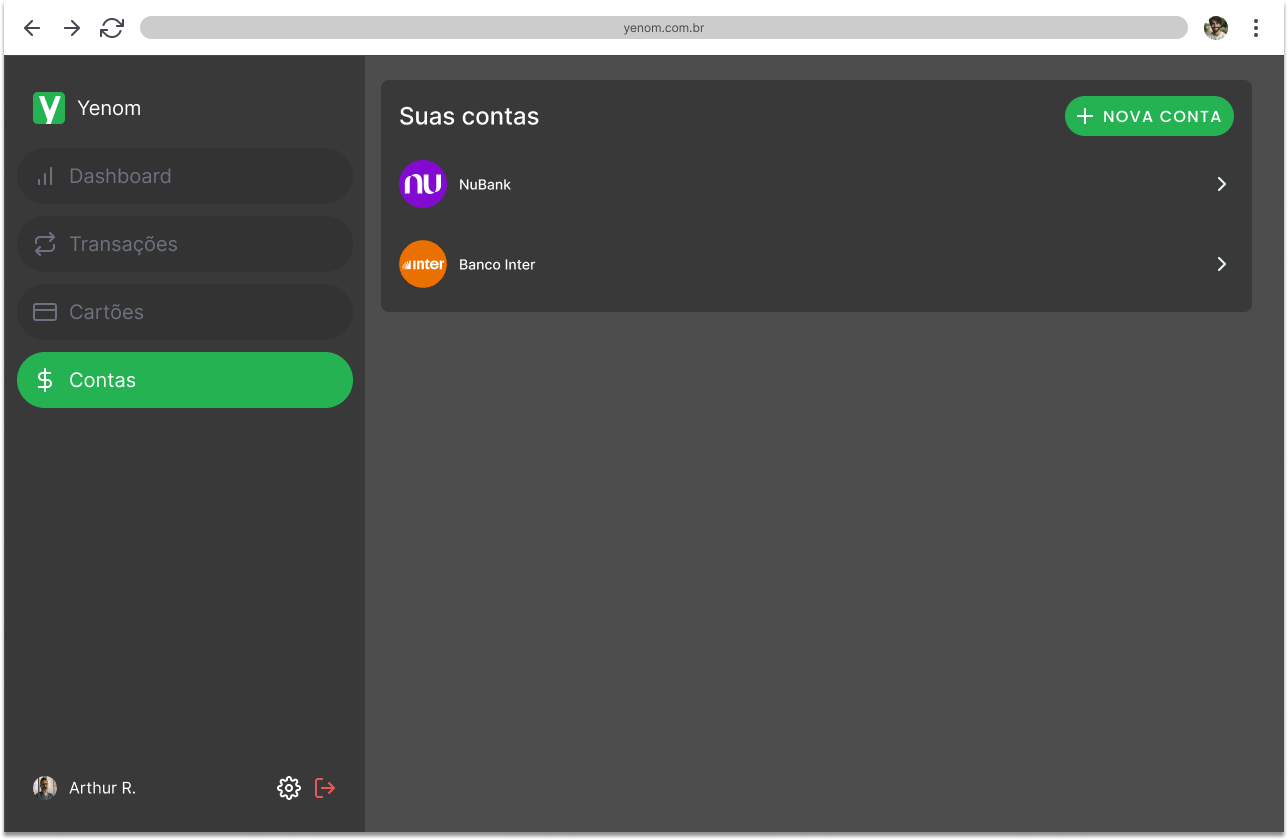 yenom.com.br
y Yenom
Dashboard
Transações
Cartões
Contas
Arthur R.
Suas contas
NOVA CONTA
nu NuBank
inter Banco Inter